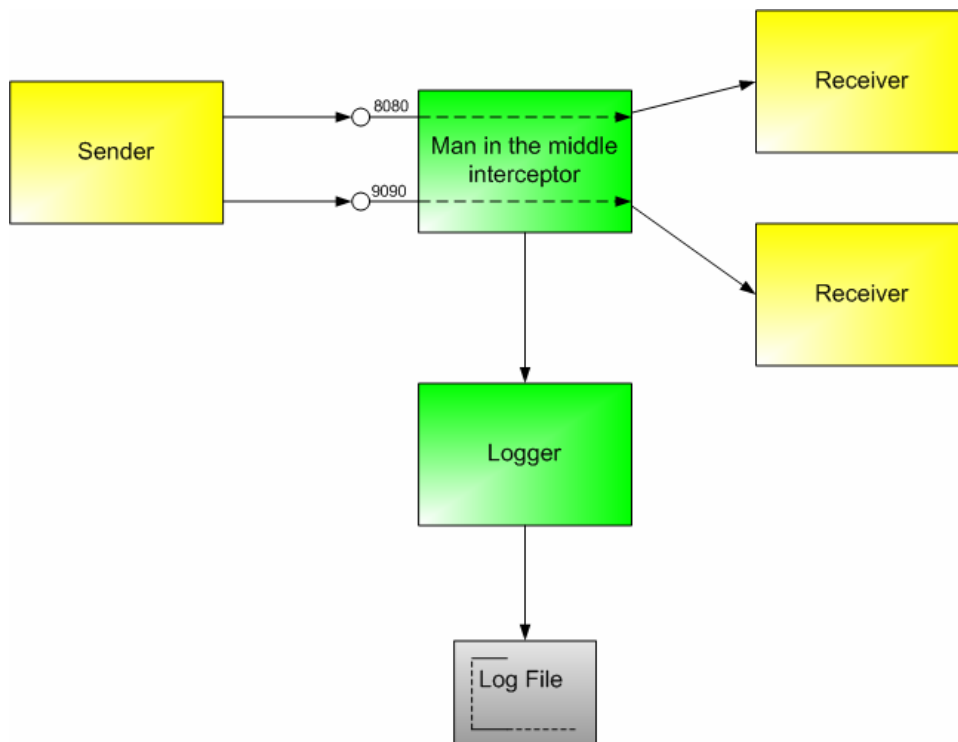 Sender
8080
9090
Man in the middle
interceptor
Receiver
Receiver
Logger
Log File